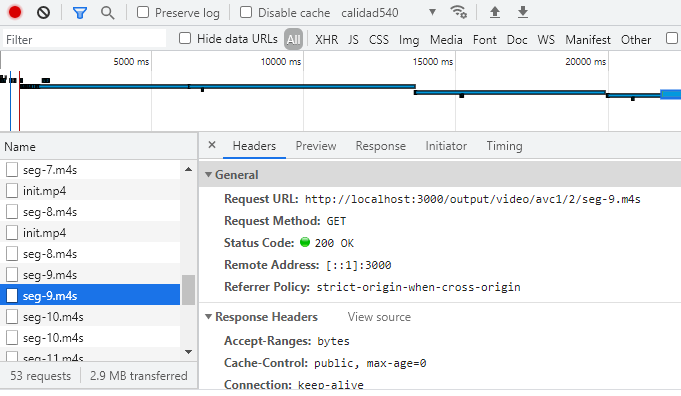 Preserve log Disable cache calidad540
Filter Hide data URLs All XHR JS CSS Img Media Font Doc WS Manifest Other
5000 ms 10000 ms 15000 ms 20000 ms
Name × Headers Preview Response Initiator Timing
seg-7.m4s
init.mp4
seg-8.m4s
init.mp4
seg-8.m4s
seg-9.m4s
seg-9.m4s
seg-10.m4s
seg-10.m4s
seg-11.m4s
53 requests 2.9 MB transferred
General
Request URL: http://localhost:3000/output/video/avc1/2/seg-9.m4s
Request Method: GET
Status Code: 200 OK
Remote Address: [::1]:3000
Referrer Policy: strict-origin-when-cross-origin
Response Headers View source
Accept-Ranges: bytes
Cache-Control: public, max-age=0
Connection: keep-alive